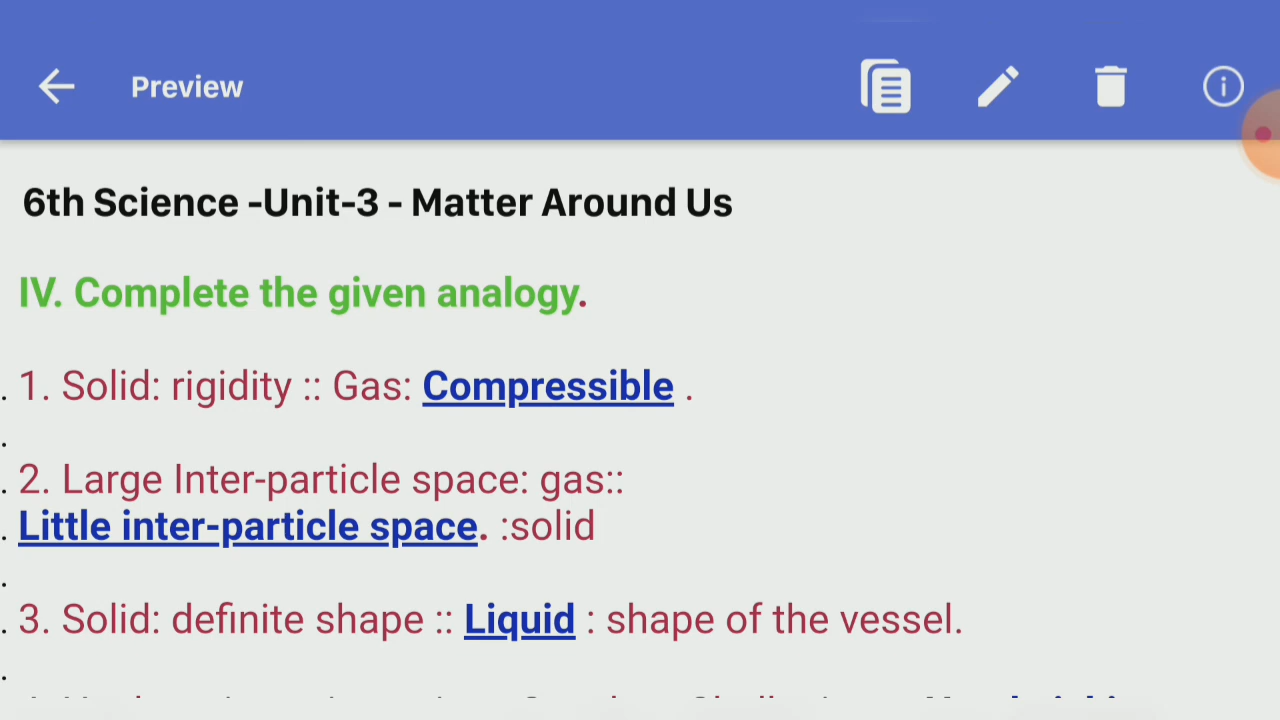 Preview
6th Science -Unit-3 - Matter Around Us
IV. Complete the given analogy.
. 1. Solid: rigidity :: Gas: Compressible .
.
. 2. Large Inter-particle space: gas::
. Little inter-particle space. :solid
.
. 3. Solid: definite shape :: Liquid : shape of the vessel.
.